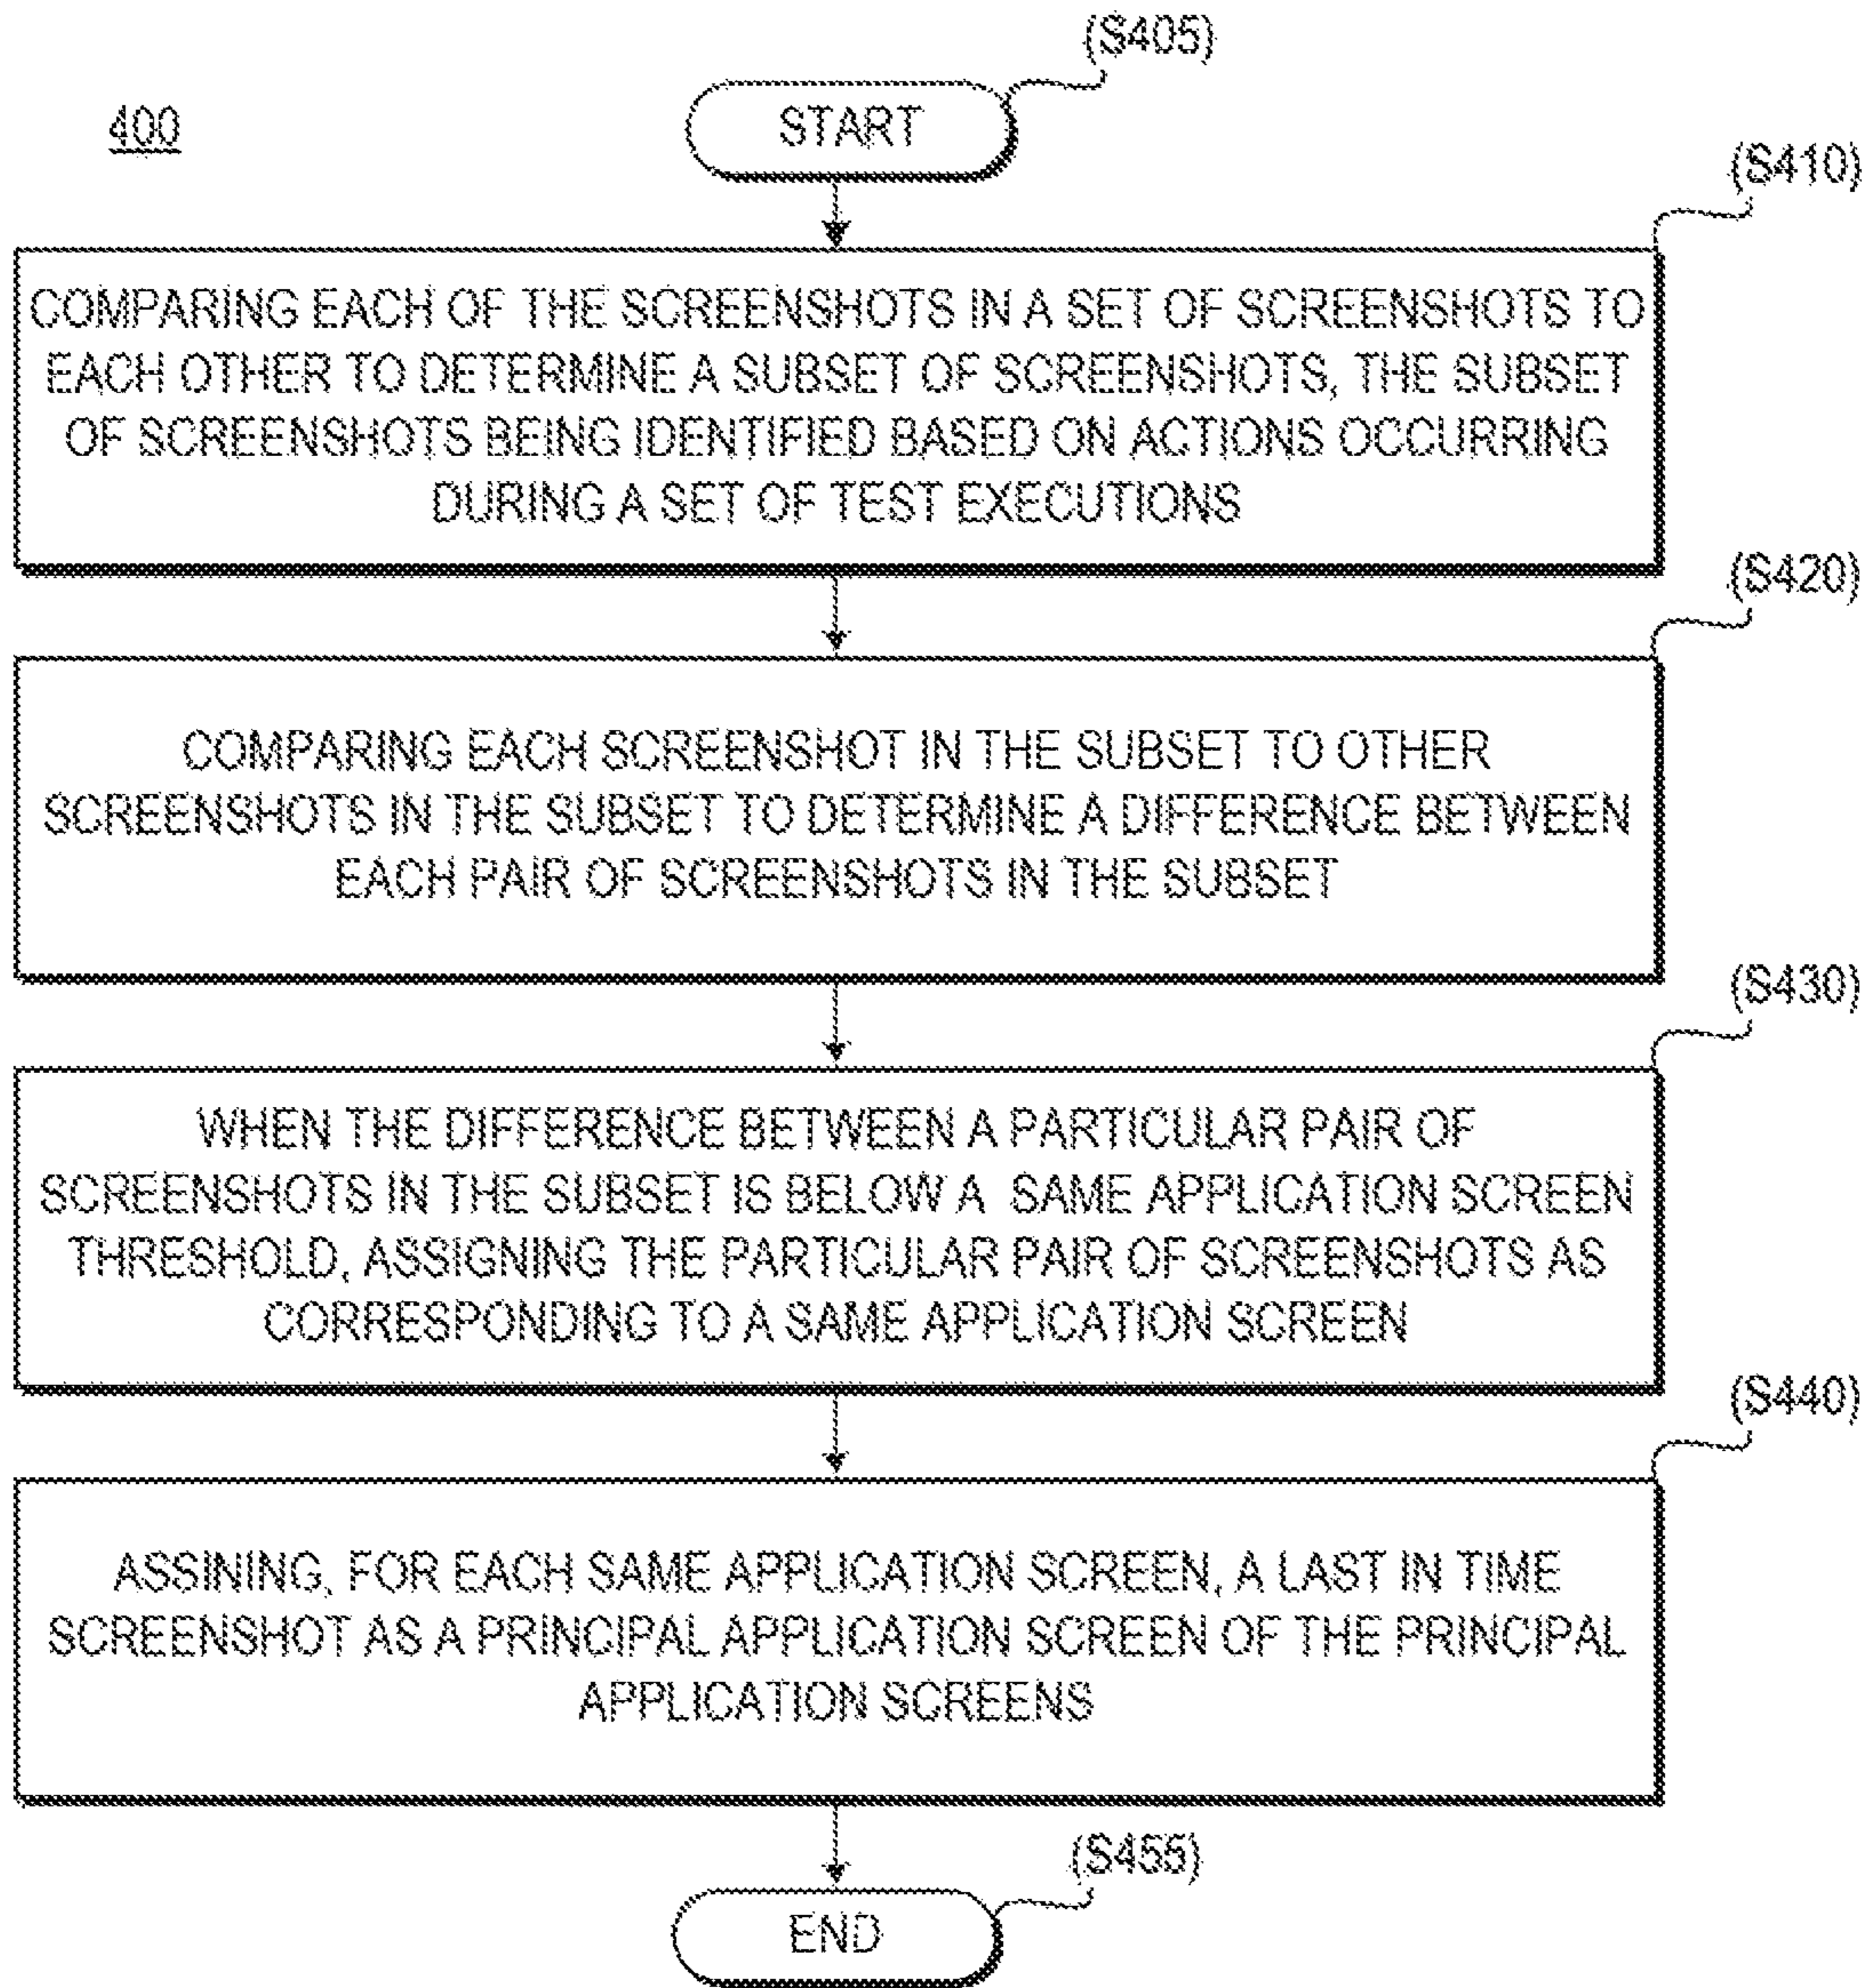 (S405)
400
START
(S410)
COMPARING EACH OF THE SCREENSHOTS IN A SET OF SCREENSHOTS TO
EACH OTHER TO DETERMINE A SUBSET OF SCREENSHOTS, THE SUBSET
OF SCREENSHOTS BEING IDENTIFIED BASED ON ACTIONS OCCURRING
DURING A SET OF TEST EXECUTIONS
(S420)
COMPARING EACH SCREENSHOT IN THE SUBSET TO OTHER
SCREENSHOTS IN THE SUBSET TO DETERMINE A DIFFERENCE BETWEEN
EACH PAIR OF SCREENSHOTS IN THE SUBSET
(S430)
WHEN THE DIFFERENCE BETWEEN A PARTICULAR PAIR OF
SCREENSHOTS IN THE SUBSET IS BELOW A SAME APPLICATION SCREEN
THRESHOLD, ASSIGNING THE PARTICULAR PAIR OF SCREENSHOTS AS
CORRESPONDING TO A SAME APPLICATION SCREEN
(S440)
ASSINING, FOR EACH SAME APPLICATION SCREEN, A LAST IN TIME
SCREENSHOT AS A PRINCIPAL APPLICATION SCREEN OF THE PRINCIPAL
APPLICATION SCREENS
(S455)
END